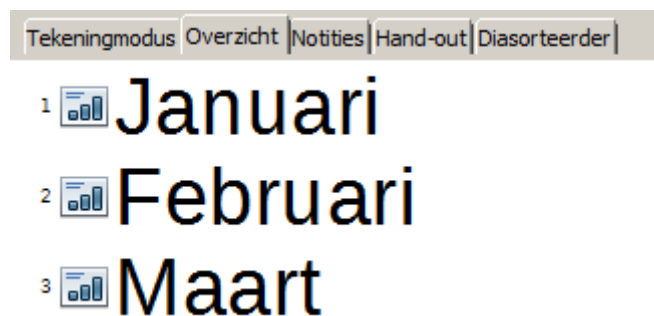 Tekeningmodus Overzicht Notities Hand-out Diasorteerder
1 Januari
2 Februari
3 Maart